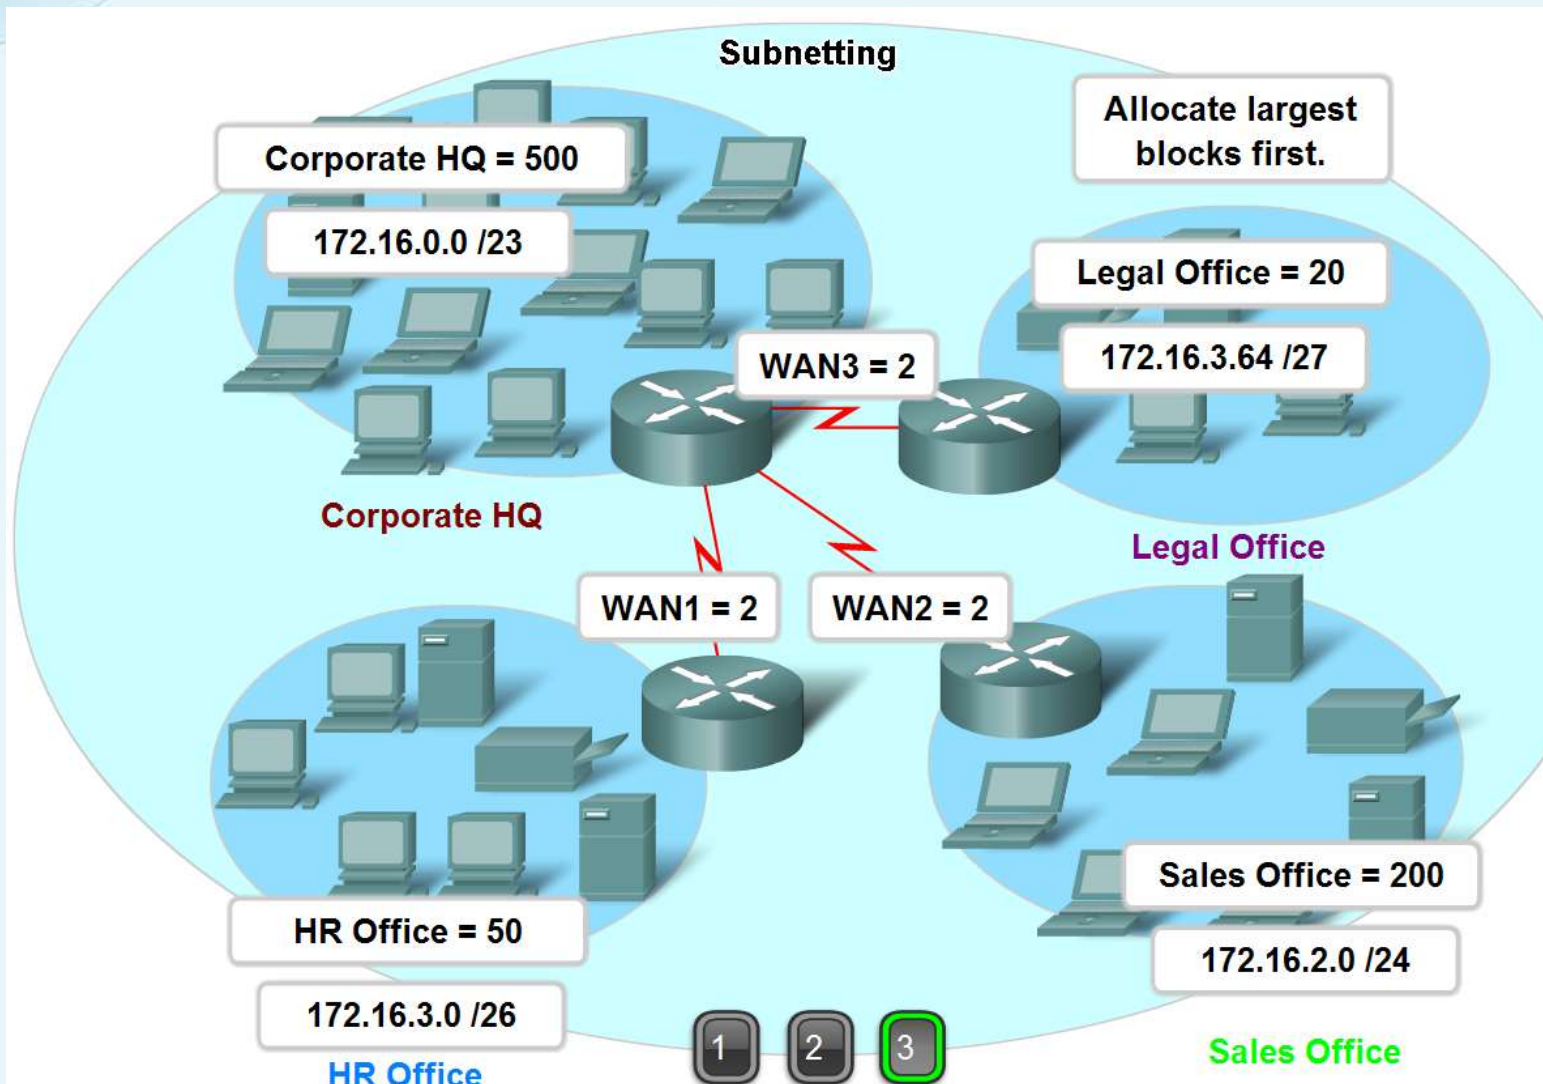 Subnetting
Allocate largest
blocks first.
Corporate HQ = 500
172.16.0.0 /23
Legal Office = 20
172.16.3.64 /27
WAN3 = 2
Corporate HQ
Legal Office
WAN1 = 2
WAN2 = 2
Sales Office = 200
172.16.2.0 /24
HR Office = 50
172.16.3.0 /26
1
2
3
Sales Office
HR Office